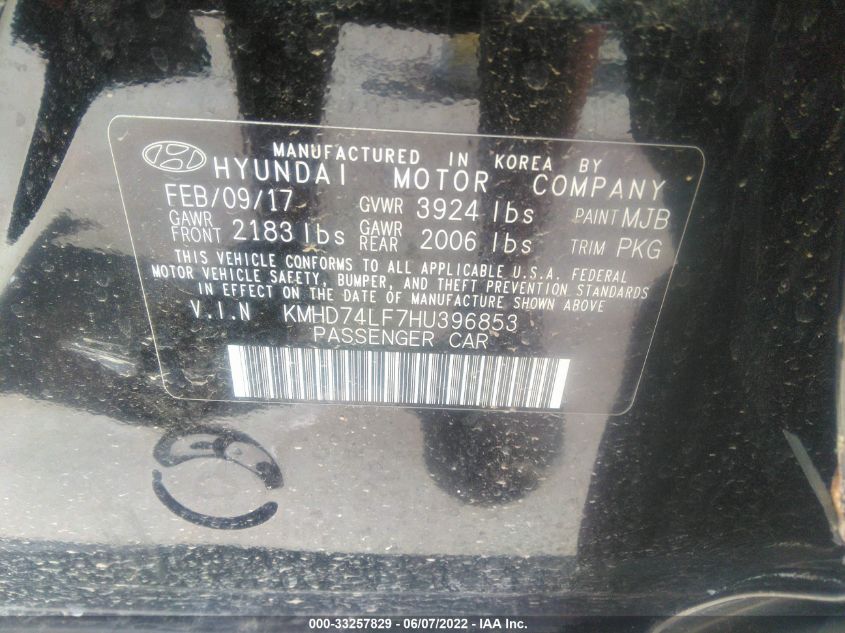 MANUFACTURED IN KOREA BY
HYUNDAI MOTOR COMPANY
FEB/09/17 GVWR 3924 lbs PAINT MJB
GAWR FRONT 2183 lbs GAWR REAR 2006 lbs TRIM PKG
THIS VEHICLE CONFORMS TO ALL APPLICABLE U.S.A. FEDERAL
MOTOR VEHICLE SAFETY, BUMPER, AND THEFT PREVENTION STANDARDS
IN EFFECT ON THE DATE OF MANUFACTURE SHOWN ABOVE
V.I.N KMHD74LF7HU396853
PASSENGER CAR
000-33257829 - 06/07/2022 - IAA Inc.